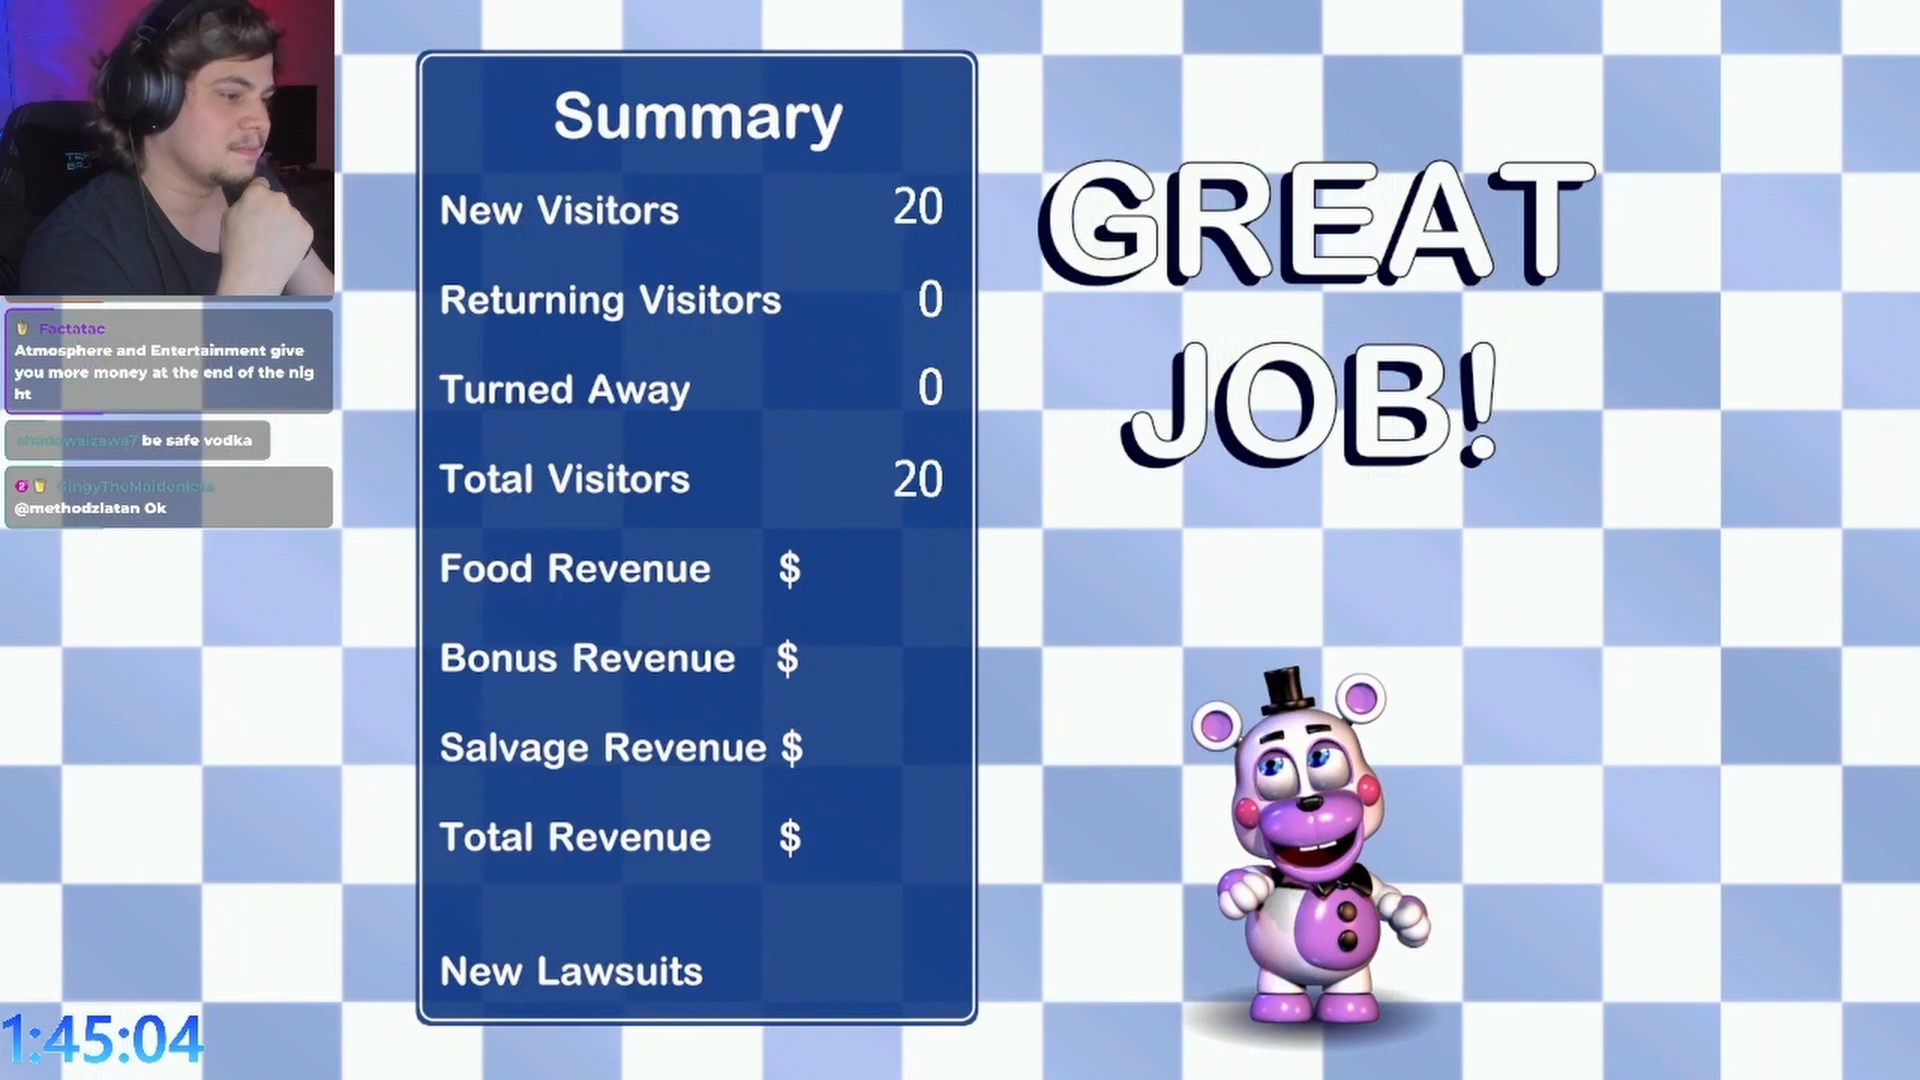 Summary
New Visitors 20
Returning Visitors 0
Turned Away 0
Total Visitors 20
Food Revenue $
Bonus Revenue $
Salvage Revenue $
Total Revenue $
New Lawsuits
GREAT
JOB!
Factatac
Atmosphere and Entertainment give
you more money at the end of the nig
ht
shadowaizawa7 be safe vodka
GingyTheMaidenless
@methodzlatan Ok
1:45:04